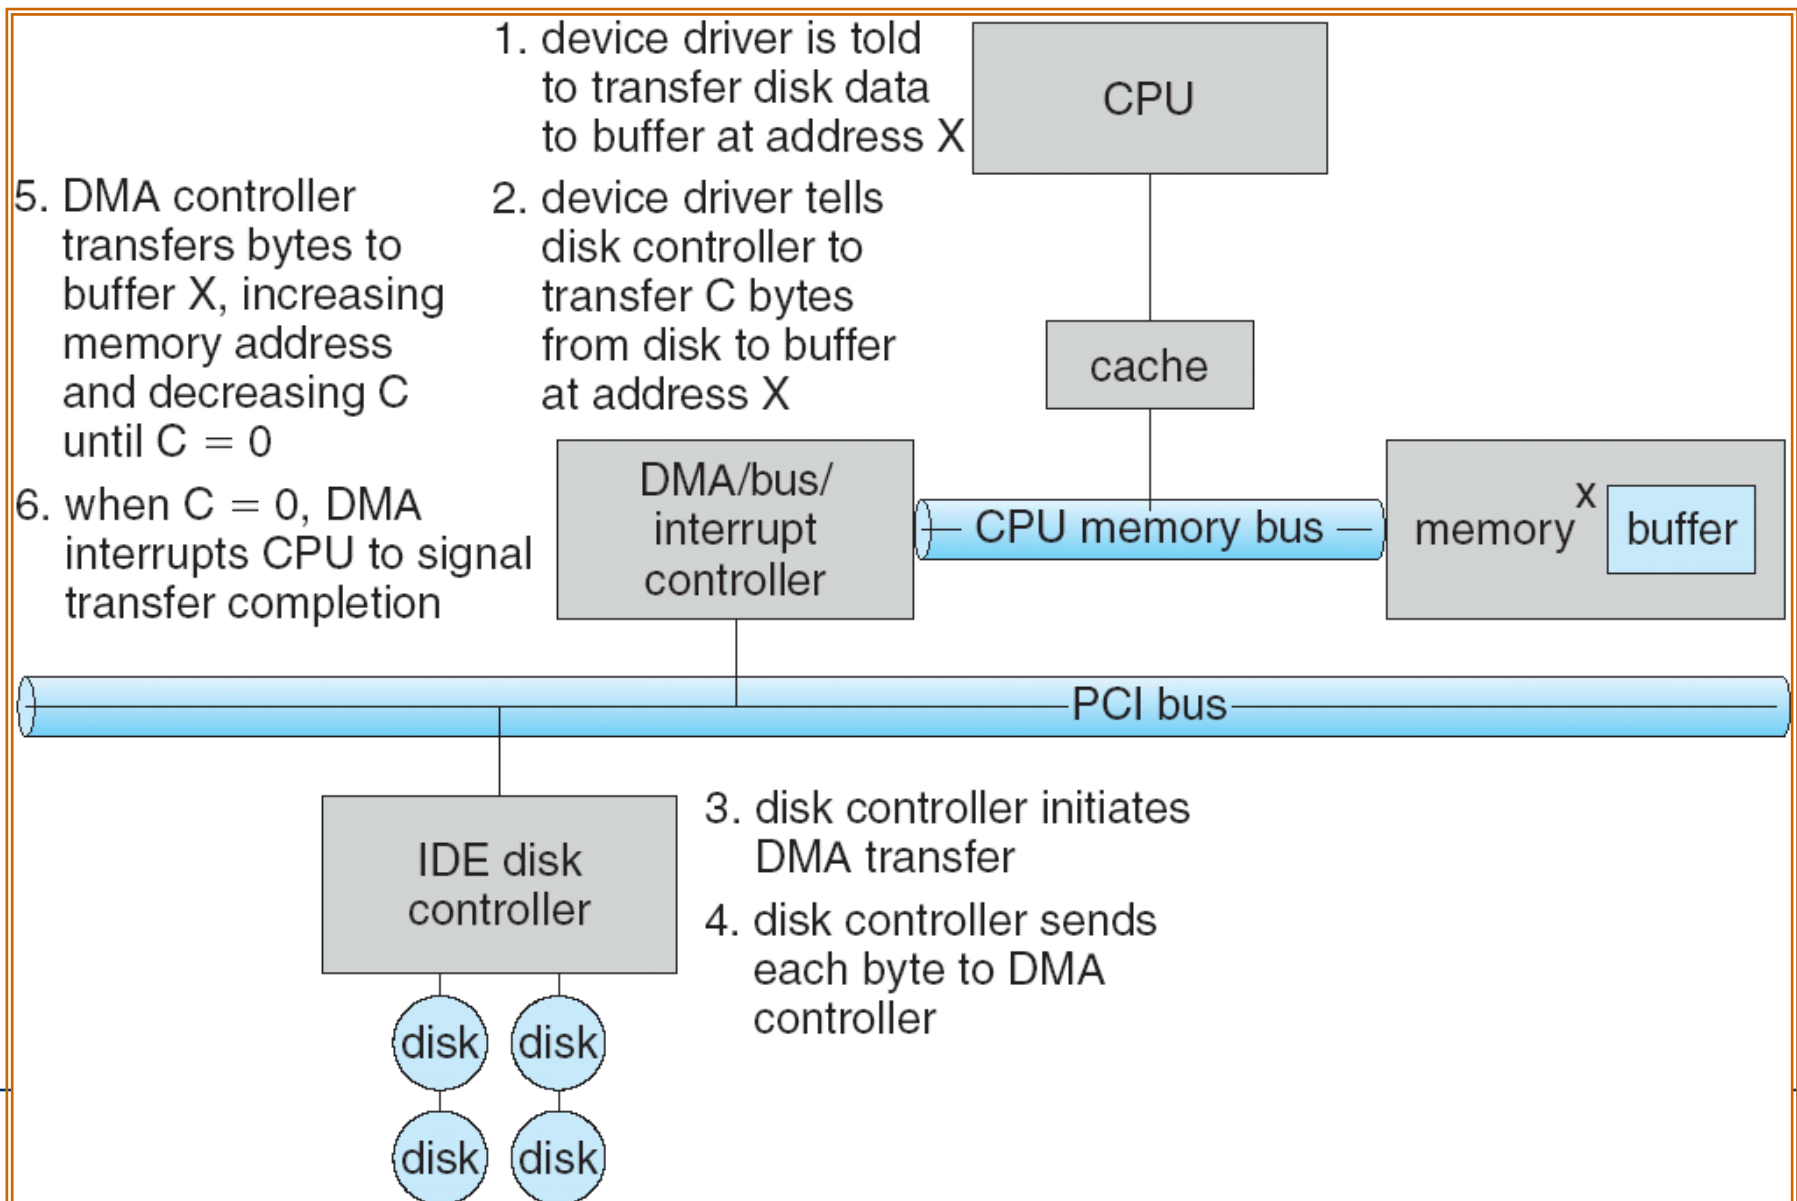 1. device driver is told
to transfer disk data
to buffer at address X
CPU
5. DMA controller
transfers bytes to
buffer X, increasing
memory address
and decreasing C
until C = 0
2. device driver tells
disk controller to
transfer C bytes
from disk to buffer
at address X
cache
6. when C = 0, DMA
interrupts CPU to signal
transfer completion
DMA/bus/
interrupt
controller
CPU memory bus
memory
x
buffer
PCI bus
IDE disk
controller
3. disk controller initiates
DMA transfer
4. disk controller sends
each byte to DMA
controller
disk
disk
disk
disk